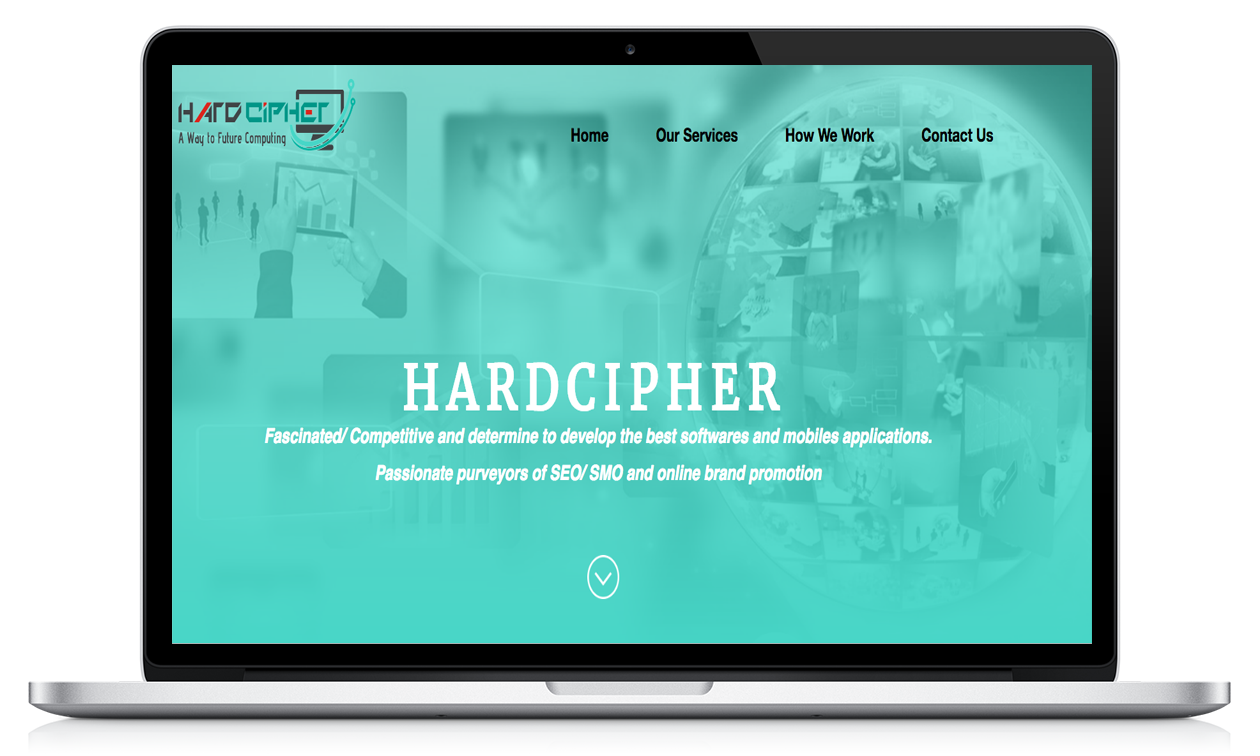 HARD CIPHER
A Way to Future Computing
Home Our Services How We Work Contact Us
HARDCIPHER
Fascinated/ Competitive and determine to develop the best softwares and mobiles applications.
Passionate purveyors of SEO/ SMO and online brand promotion